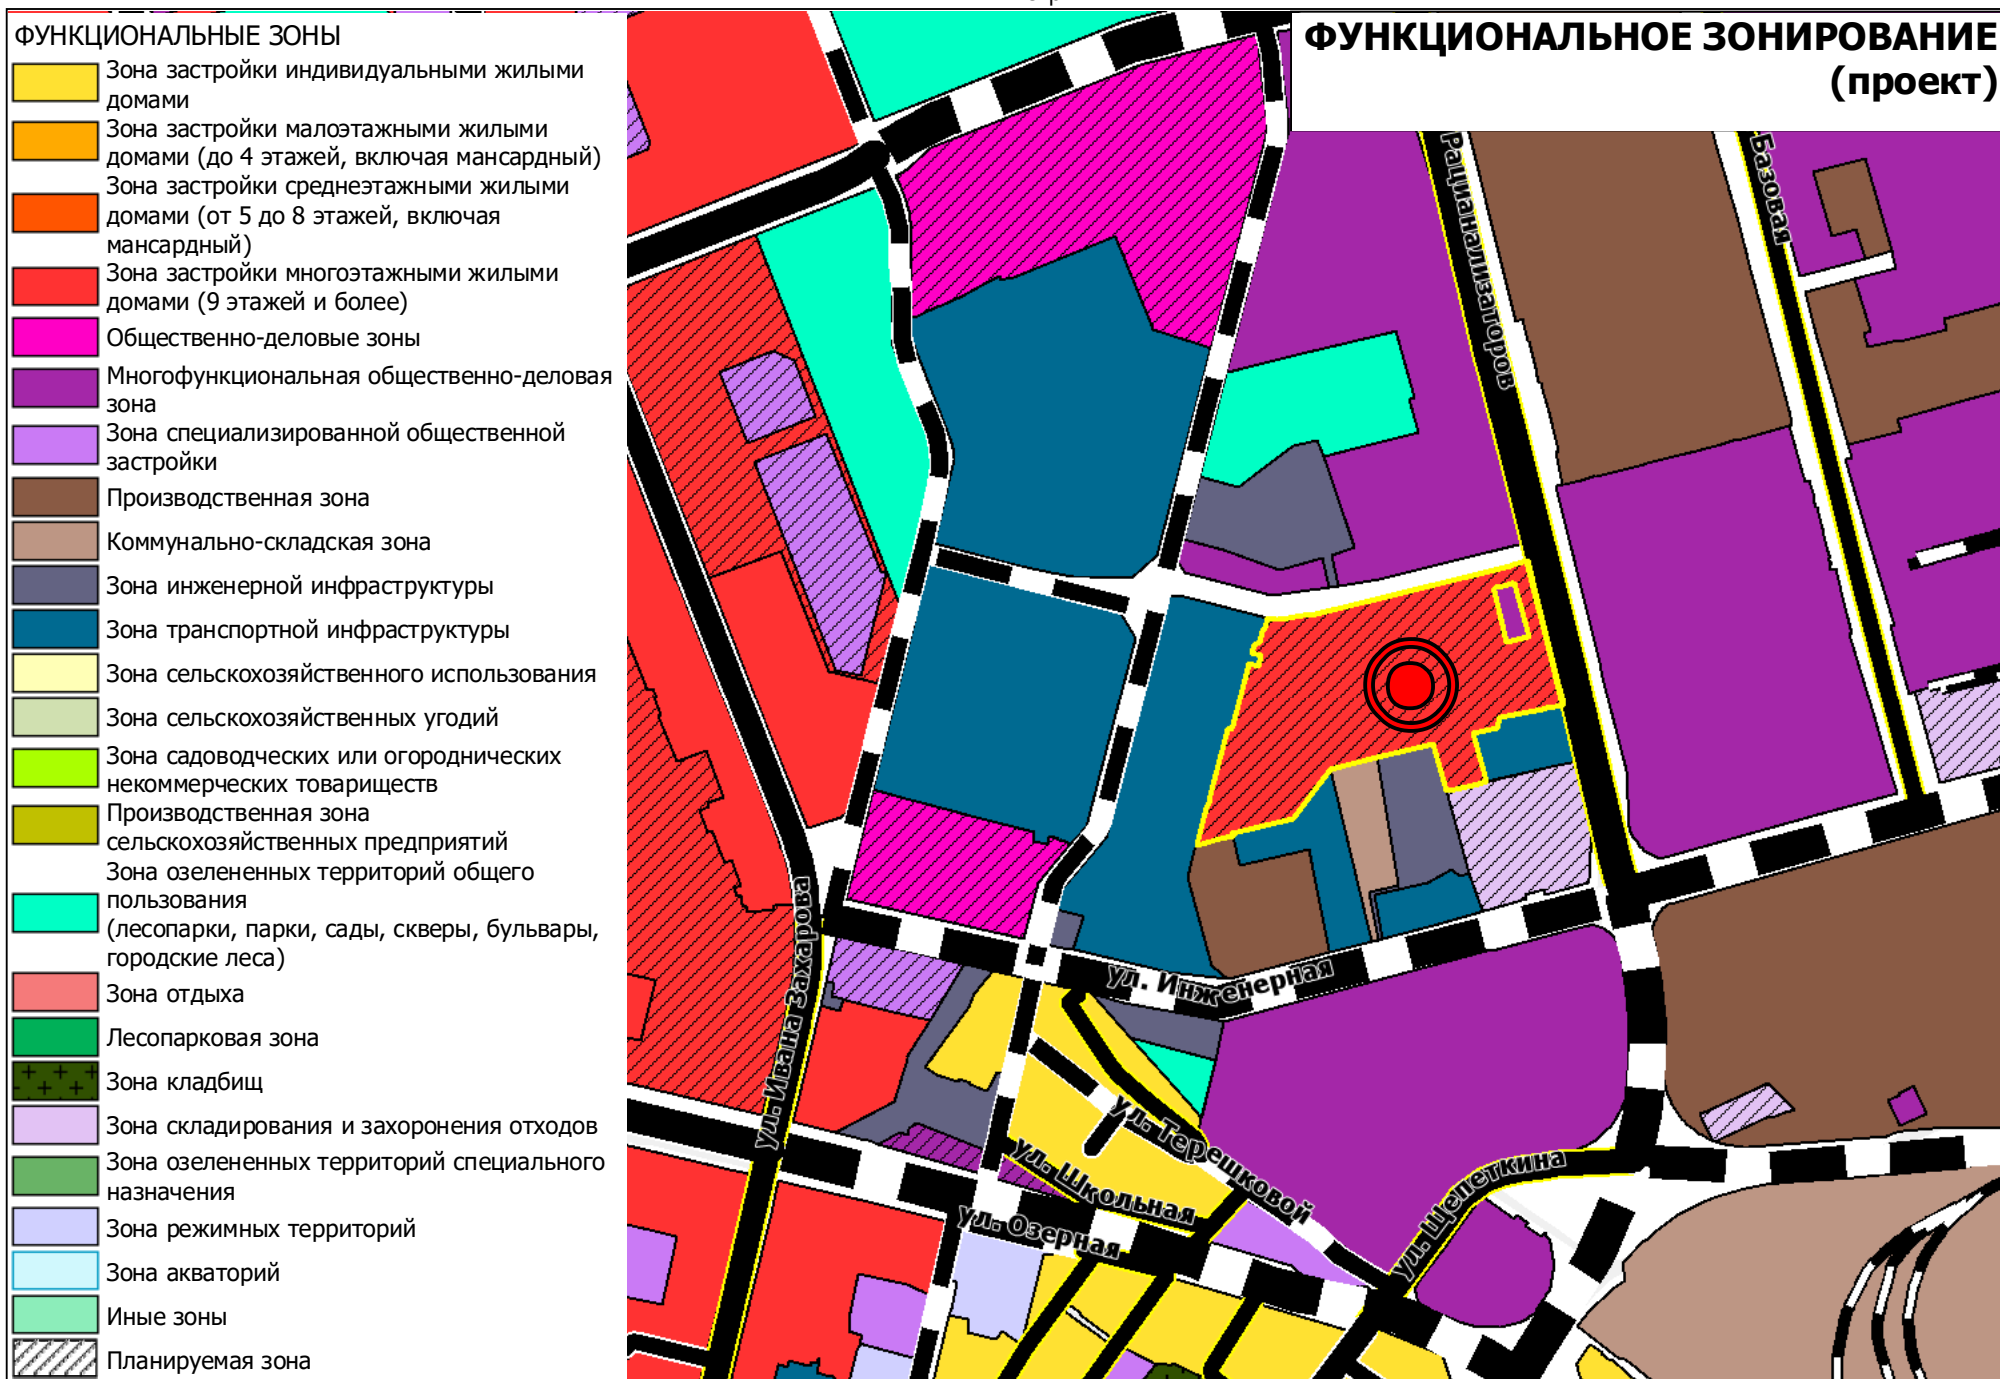 ФУНКЦИОНАЛЬНЫЕ ЗОНЫ
Зона застройки индивидуальными жилыми
домами
Зона застройки малоэтажными жилыми
домами (до 4 этажей, включая мансардный)
Зона застройки среднеэтажными жилыми
домами (от 5 до 8 этажей, включая
мансардный)
Зона застройки многоэтажными жилыми
домами (9 этажей и более)
Общественно-деловые зоны
Многофункциональная общественно-деловая
зона
Зона специализированной общественной
застройки
Производственная зона
Коммунально-складская зона
Зона инженерной инфраструктуры
Зона транспортной инфраструктуры
Зона сельскохозяйственного использования
Зона сельскохозяйственных угодий
Зона садоводческих или огороднических
некоммерческих товариществ
Производственная зона
сельскохозяйственных предприятий
Зона озелененных территорий общего
пользования
(лесопарки, парки, сады, скверы, бульвары,
городские леса)
Зона отдыха
Лесопарковая зона
Зона кладбищ
Зона складирования и захоронения отходов
Зона озелененных территорий специального
назначения
Зона режимных территорий
Зона акваторий
Иные зоны
Планируемая зона
ФУНКЦИОНАЛЬНОЕ ЗОНИРОВАНИЕ
(проект)
Рацианализаторов
Базовая
ул. Ивана Захарова
ул. Инженерная
ул. Терешковой
ул. Школьная
ул. Озерная
ул. Щепеткина